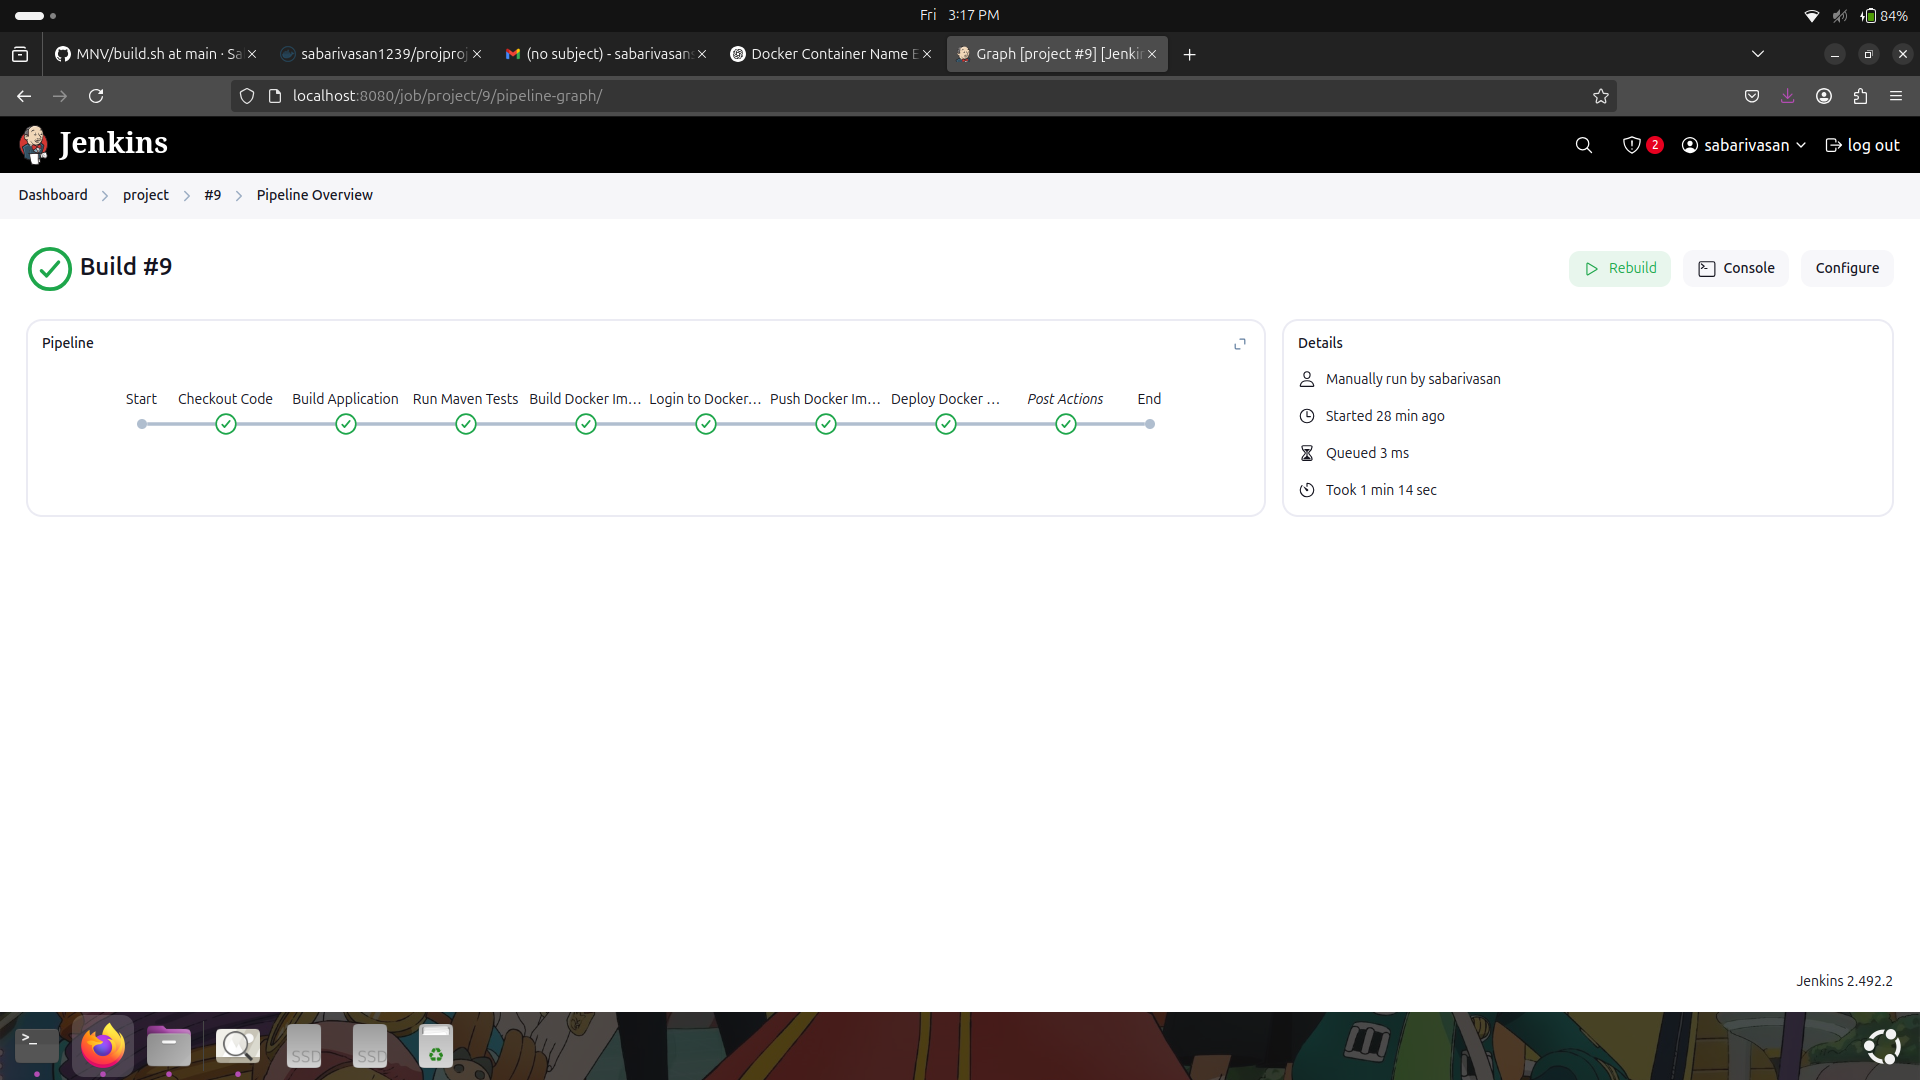 Fri 3:17 PM
84%
MNV/build.sh at main · Sa
sabarivasan1239/projproj
(no subject) - sabarivasans
Docker Container Name E
Graph [project #9] [Jenkin
localhost:8080/job/project/9/pipeline-graph/
Jenkins
2
sabarivasan
log out
Dashboard
project
#9
Pipeline Overview
Build #9
Rebuild
Console
Configure
Pipeline
Start
Checkout Code
Build Application
Run Maven Tests
Build Docker Im...
Login to Docker...
Push Docker Im...
Deploy Docker ...
Post Actions
End
Details
Manually run by sabarivasan
Started 28 min ago
Queued 3 ms
Took 1 min 14 sec
Jenkins 2.492.2
SSD
SSD